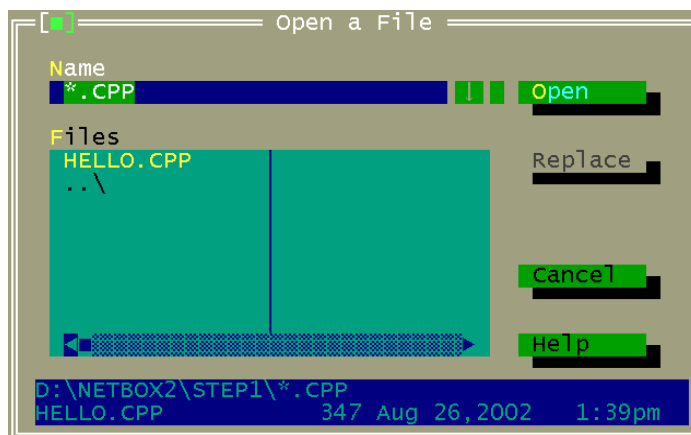 Open a File
Name
*.CPP
Open
Files
HELLO.CPP
..\
Replace
Cancel
Help
D:\NETBOX2\STEP1\*.CPP
HELLO.CPP 347 Aug 26,2002 1:39pm